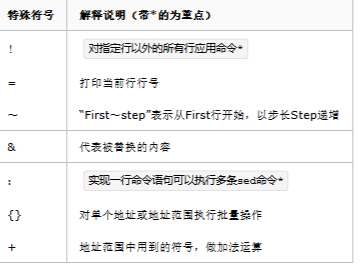 特殊符号 解释说明（带*的为重点）
! 对指定行以外的所有行应用命令*
= 打印当前行行号
～ “First～step”表示从First行开始，以步长Step递增
& 代表被替换的内容
; 实现一行命令语句可以执行多条sed命令*
{} 对单个地址或地址范围执行批量操作
+ 地址范围中用到的符号，做加法运算